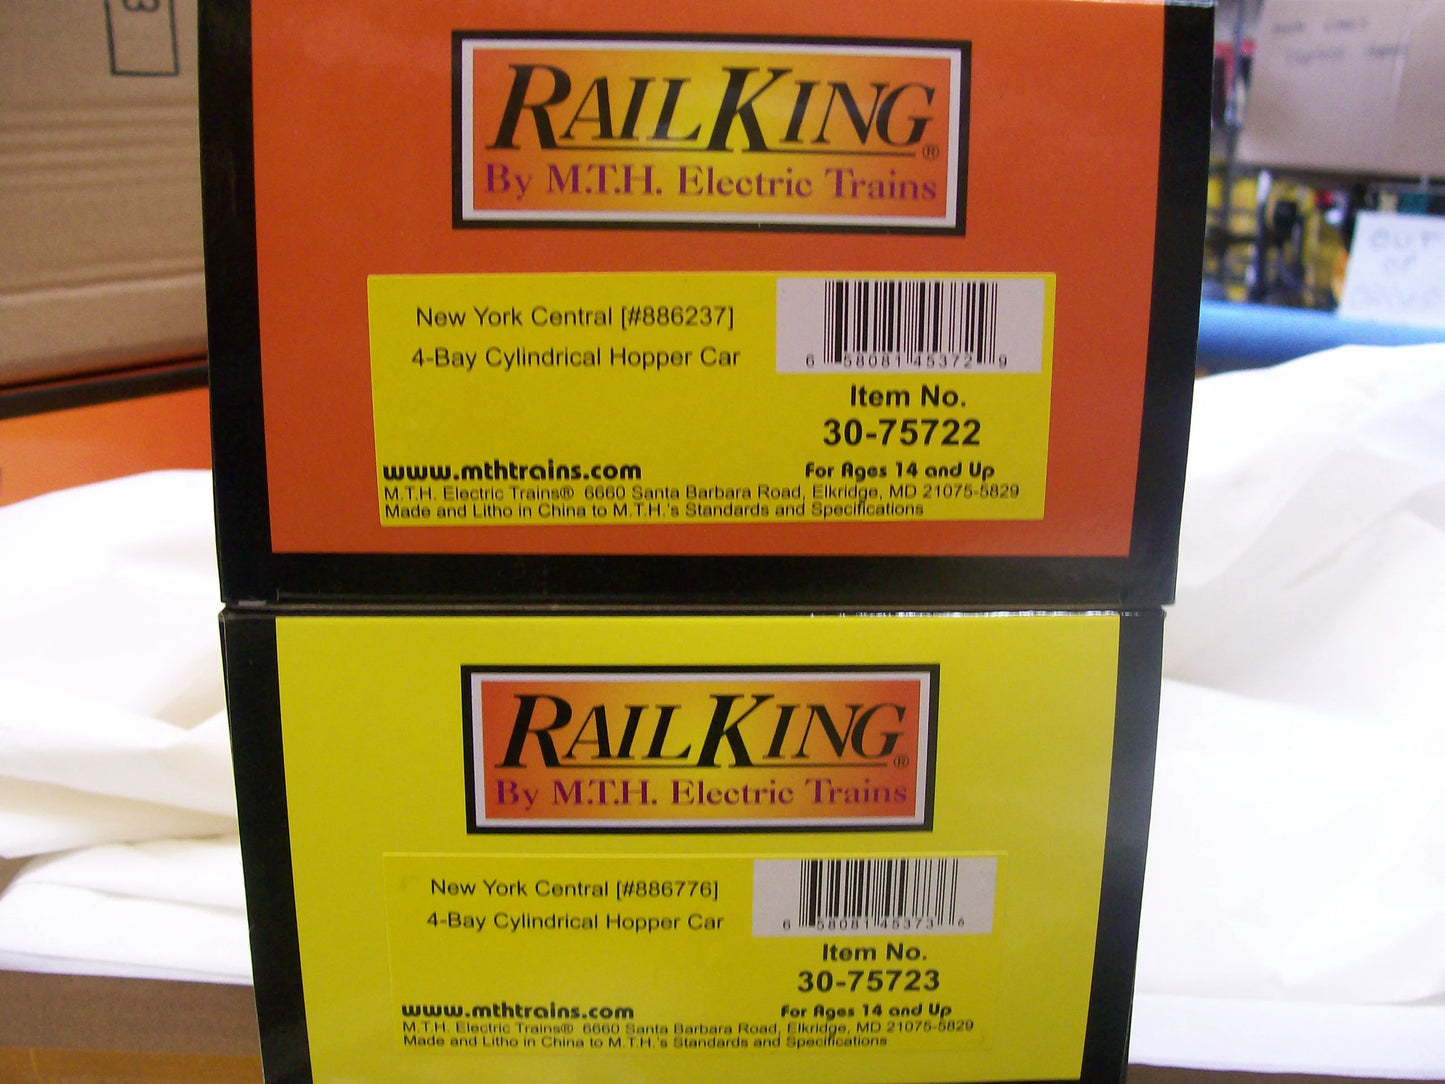 3
RAILKING®
By M.T.H. Electric Trains
New York Central [#886237]
4-Bay Cylindrical Hopper Car
6 58081 45372 9
Item No.
30-75722
www.mthtrains.com
For Ages 14 and Up
M.T.H. Electric Trains® 6660 Santa Barbara Road, Elkridge, MD 21075-5829
Made and Litho in China to M.T.H.'s Standards and Specifications
RAILKING®
By M.T.H. Electric Trains
New York Central [#886776]
4-Bay Cylindrical Hopper Car
6 58081 45373 6
Item No.
30-75723
www.mthtrains.com
For Ages 14 and Up
M.T.H. Electric Trains® 6660 Santa Barbara Road, Elkridge, MD 21075-5829
Made and Litho in China to M.T.H.'s Standards and Specifications
OUT
OF